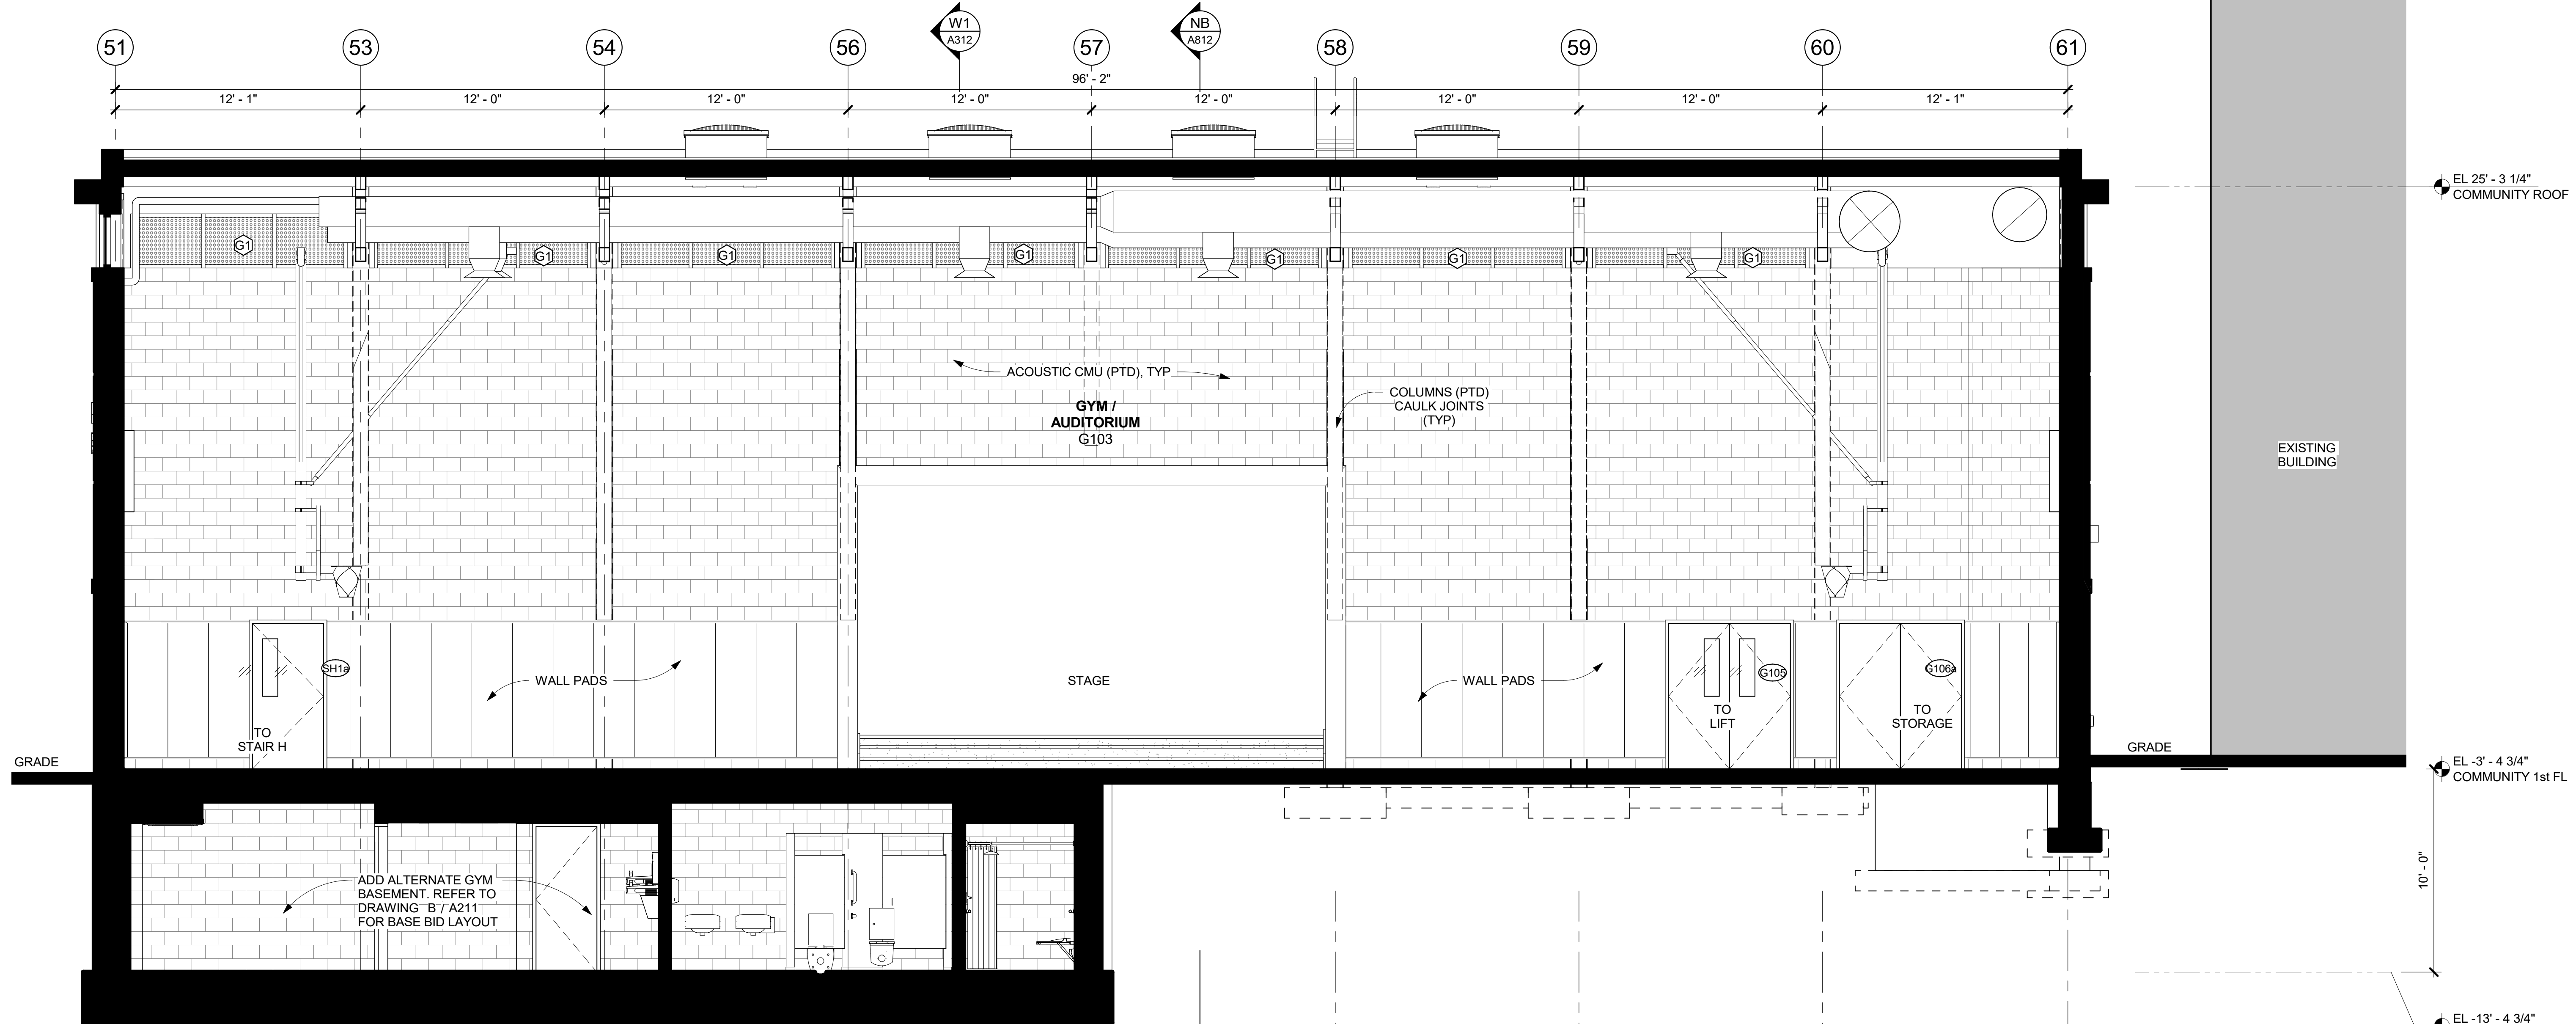 W1
A312
NB
A812
51
53
54
56
57
58
59
60
61
96' - 2"
12' - 1"
12' - 0"
12' - 0"
12' - 0"
12' - 0"
12' - 0"
12' - 0"
12' - 1"
EL 25' - 3 1/4"
COMMUNITY ROOF
G1
G1
G1
G1
G1
G1
G1
ACOUSTIC CMU (PTD), TYP
GYM /
AUDITORIUM
G103
COLUMNS (PTD)
CAULK JOINTS
(TYP)
EXISTING
BUILDING
SH1a
WALL PADS
STAGE
WALL PADS
G105
G106a
TO
STAIR H
TO
LIFT
TO
STORAGE
GRADE
GRADE
EL -3' - 4 3/4"
COMMUNITY 1st FL
10' - 0"
ADD ALTERNATE GYM
BASEMENT. REFER TO
DRAWING B / A211
FOR BASE BID LAYOUT
EL -13' - 4 3/4"